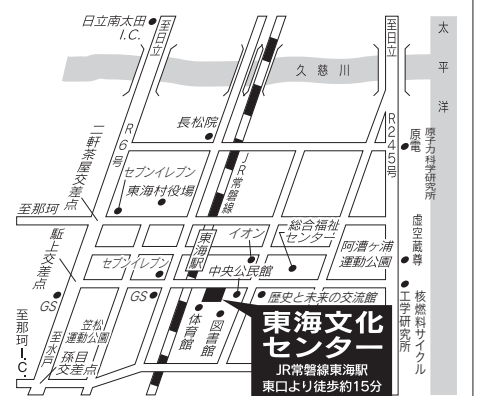 日立南太田
I.C.
至日立
至日立
太平洋
久慈川
R6号
長松院
JR常磐線
R245号
原電
原子力科学研究所
二軒茶屋交差点
セブンイレブン
東海村役場
至那珂
虚空蔵尊
駈上交差点
東海駅
イオン
総合福祉
センター
阿漕ヶ浦
運動公園
セブンイレブン
中央公民館
GS
GS
歴史と未来の交流館
核燃料サイクル
工学研究所
笠松
運動公園
至水戸
体育館
図書館
至那珂I.C.
孫目
交差点
東海文化
センター
JR常磐線東海駅
東口より徒歩約15分